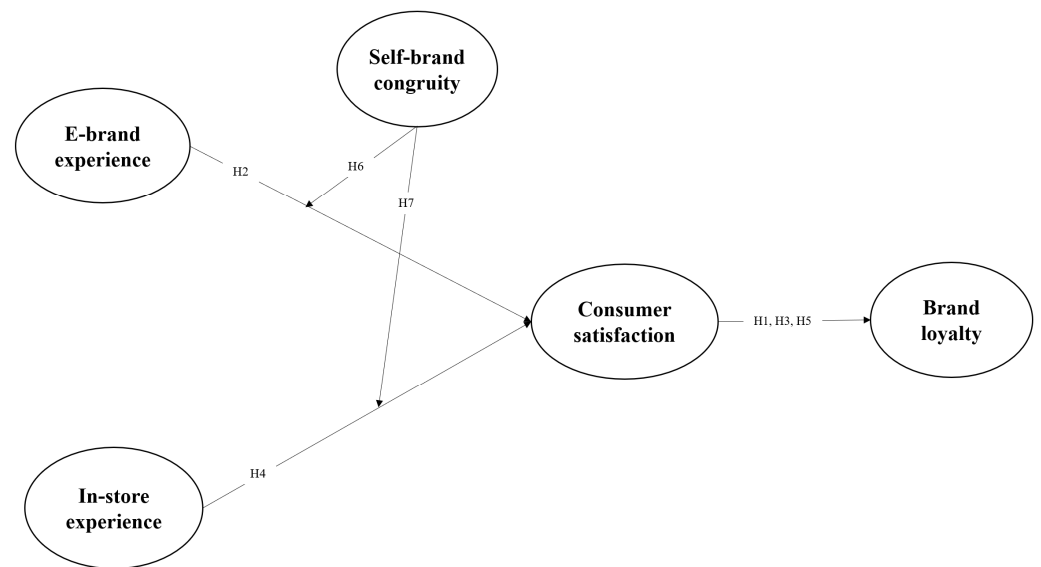 Self-brand
congruity
E-brand
experience
H2
H6
H7
Consumer
satisfaction
H1, H3, H5
Brand
loyalty
H4
In-store
experience